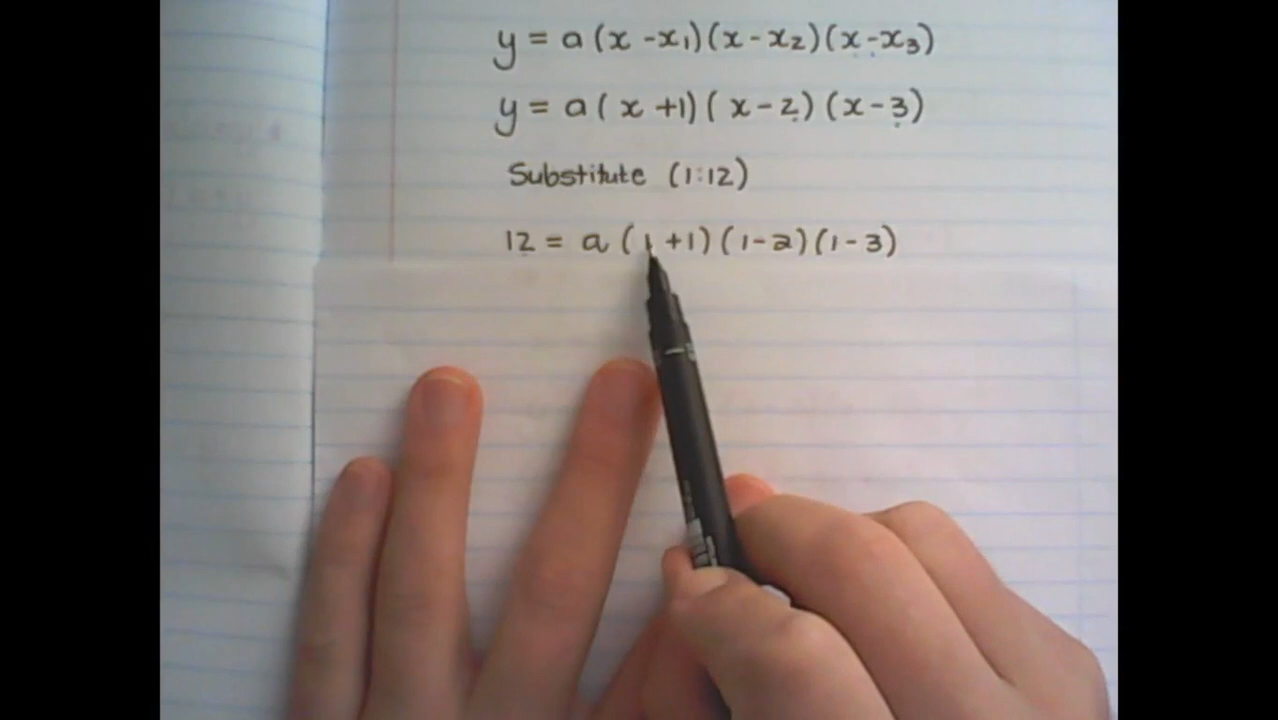 y = a (x - x₁)(x - x₂)(x - x₃)
y = a ( x + 1) ( x - 2) (x - 3)
Substitute (1:12)
12 = a (1 + 1) (1 - 2) (1 - 3)